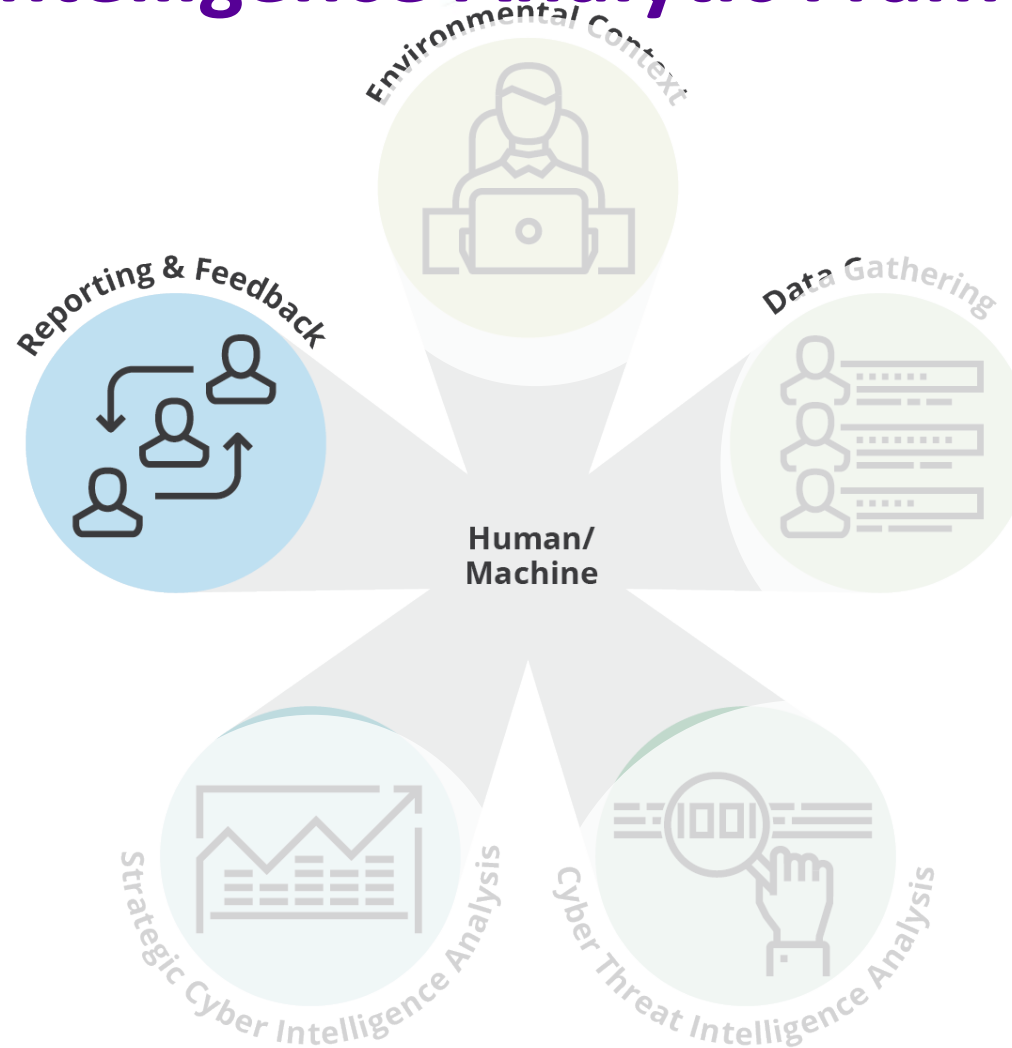 Environmental Context
Reporting & Feedback
Data Gathering
Human/
Machine
Strategic Cyber Intelligence Analysis
Cyber Threat Intelligence Analysis